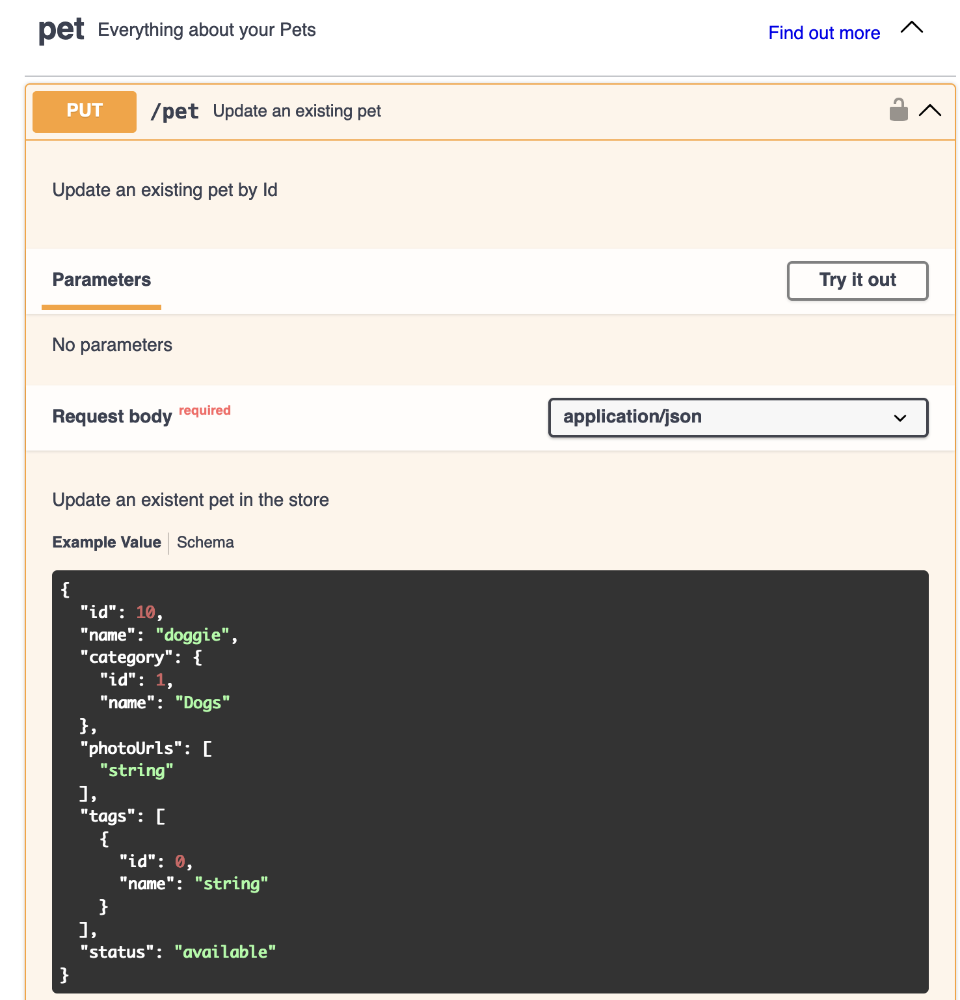 pet Everything about your Pets Find out more
PUT /pet Update an existing pet
Update an existing pet by Id
Parameters Try it out
No parameters
Request body required application/json
Update an existent pet in the store
Example Value Schema
{
  "id": 10,
  "name": "doggie",
  "category": {
    "id": 1,
    "name": "Dogs"
  },
  "photoUrls": [
    "string"
  ],
  "tags": [
    {
      "id": 0,
      "name": "string"
    }
  ],
  "status": "available"
}